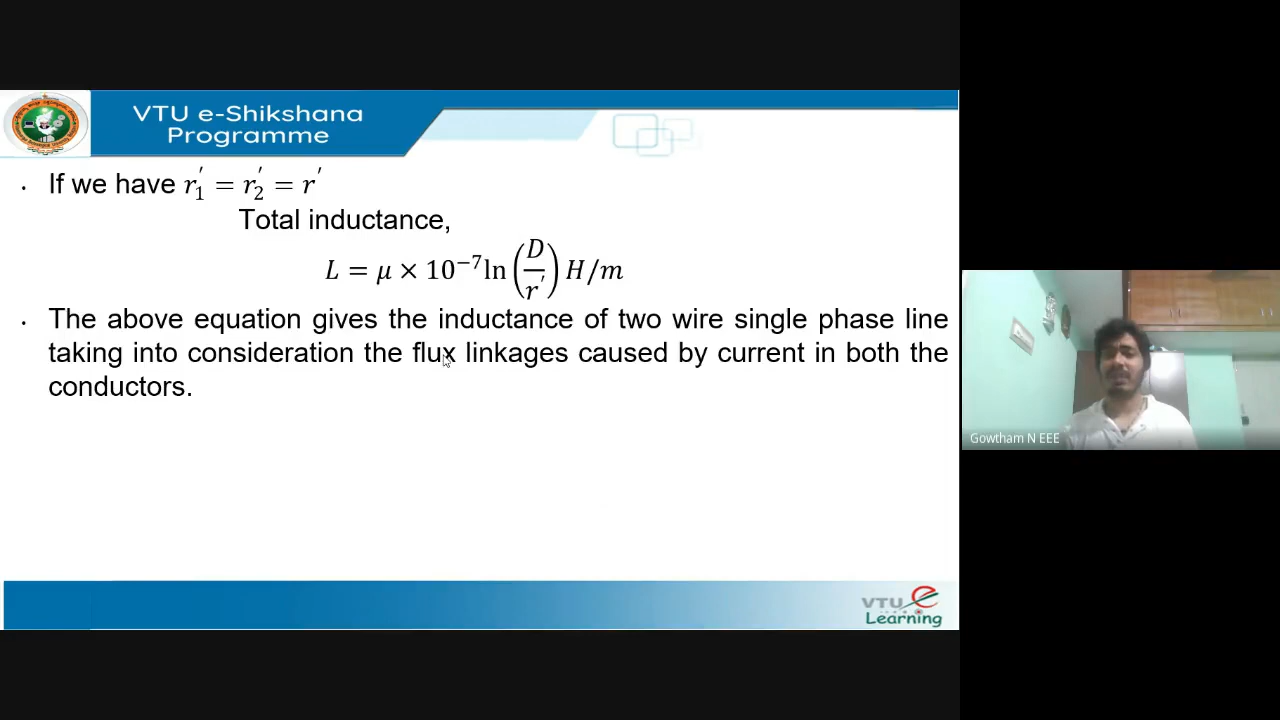 VTU e-Shikshana
Programme
• If we have r₁′ = r₂′ = r′
Total inductance,
L = μ × 10⁻⁷ ln (D/r′) H/m
• The above equation gives the inductance of two wire single phase line
taking into consideration the flux linkages caused by current in both the
conductors.
Gowtham N EEE
VTU e
Learning